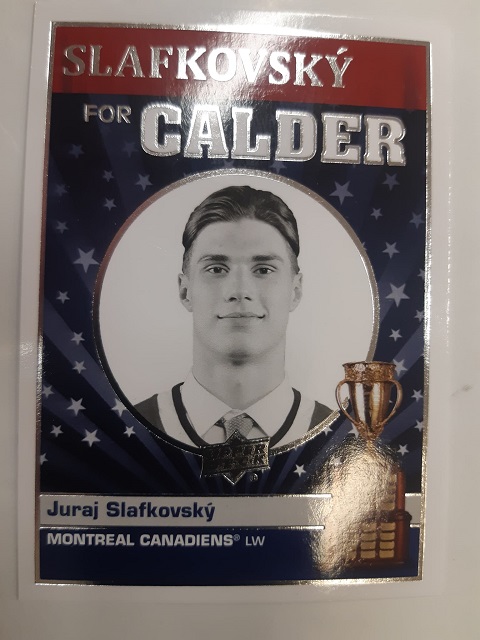 SLAFKOVSKÝ
FOR CALDER
UPPER DECK
Juraj Slafkovský
MONTREAL CANADIENS® LW